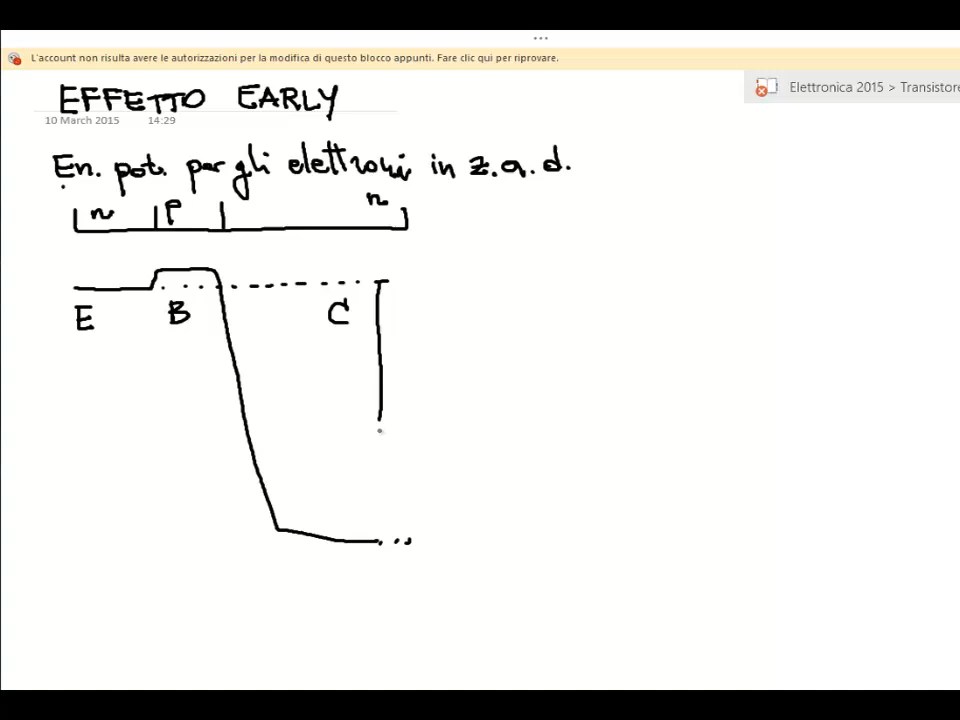 L'account non risulta avere le autorizzazioni per la modifica di questo blocco appunti. Fare clic qui per riprovare.
Elettronica 2015 > Transistore
EFFETTO EARLY
10 March 2015 14:29
En. pot. per gli elettroni in z.a.d.
n p n
E B C